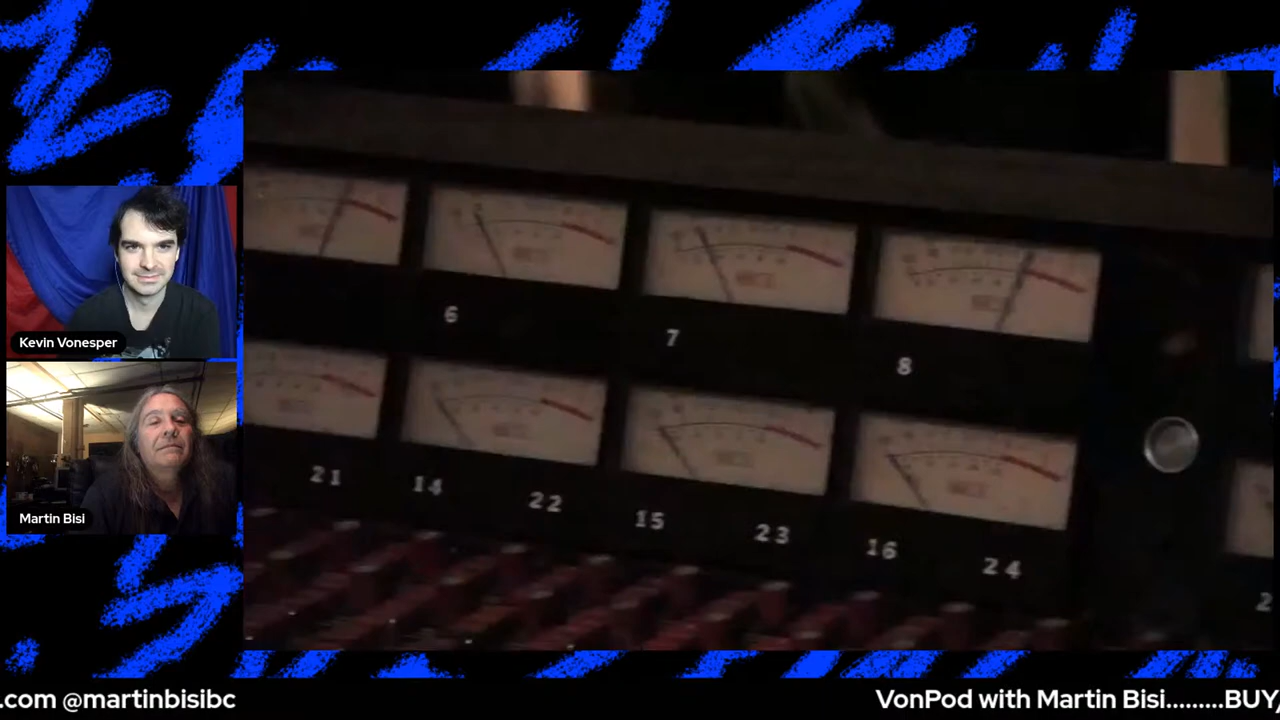 6
7
8
21 14 22 15 23 16 24
2
Kevin Vonesper
Martin Bisi
.com @martinbisibc
VonPod with Martin Bisi.........BUY